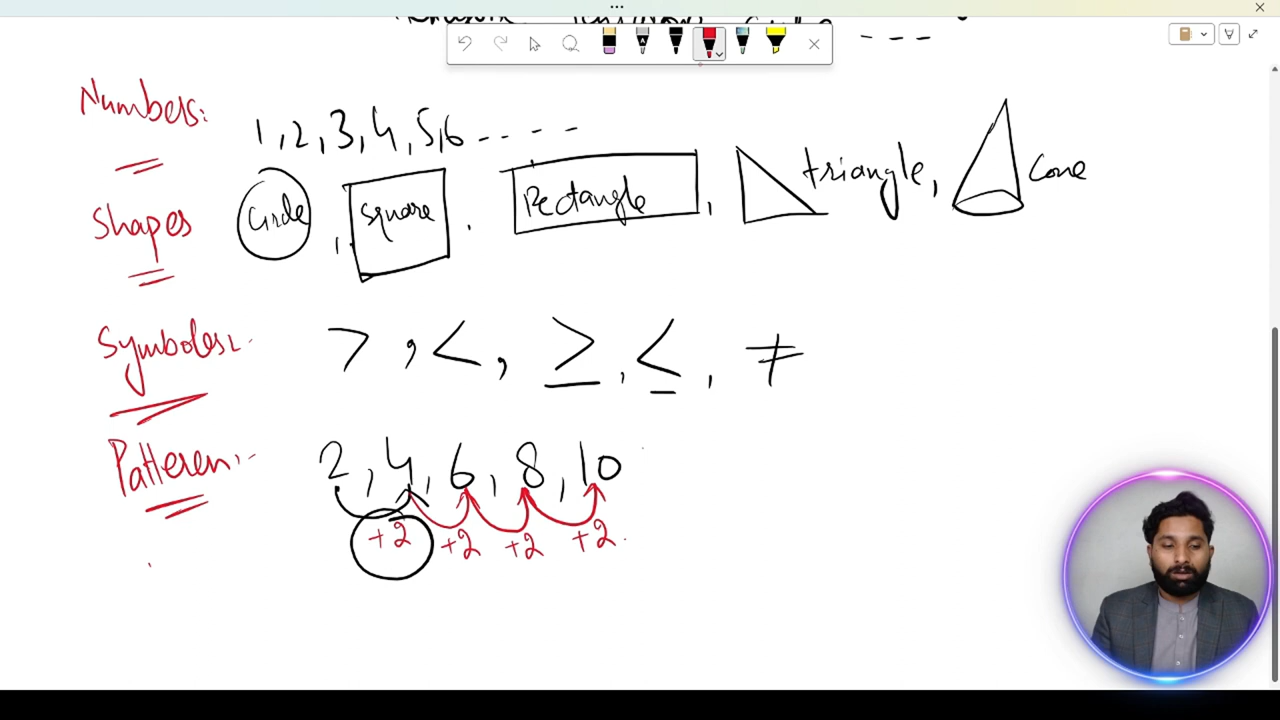 Numbers:
1, 2, 3, 4, 5, 6 - - - -
Shapes
Circle, Square, Rectangle, triangle, Cone
Symboles:
>, <, ≥, ≤, ≠
Patteren:
2, 4, 6, 8, 10
+2 +2 +2 +2